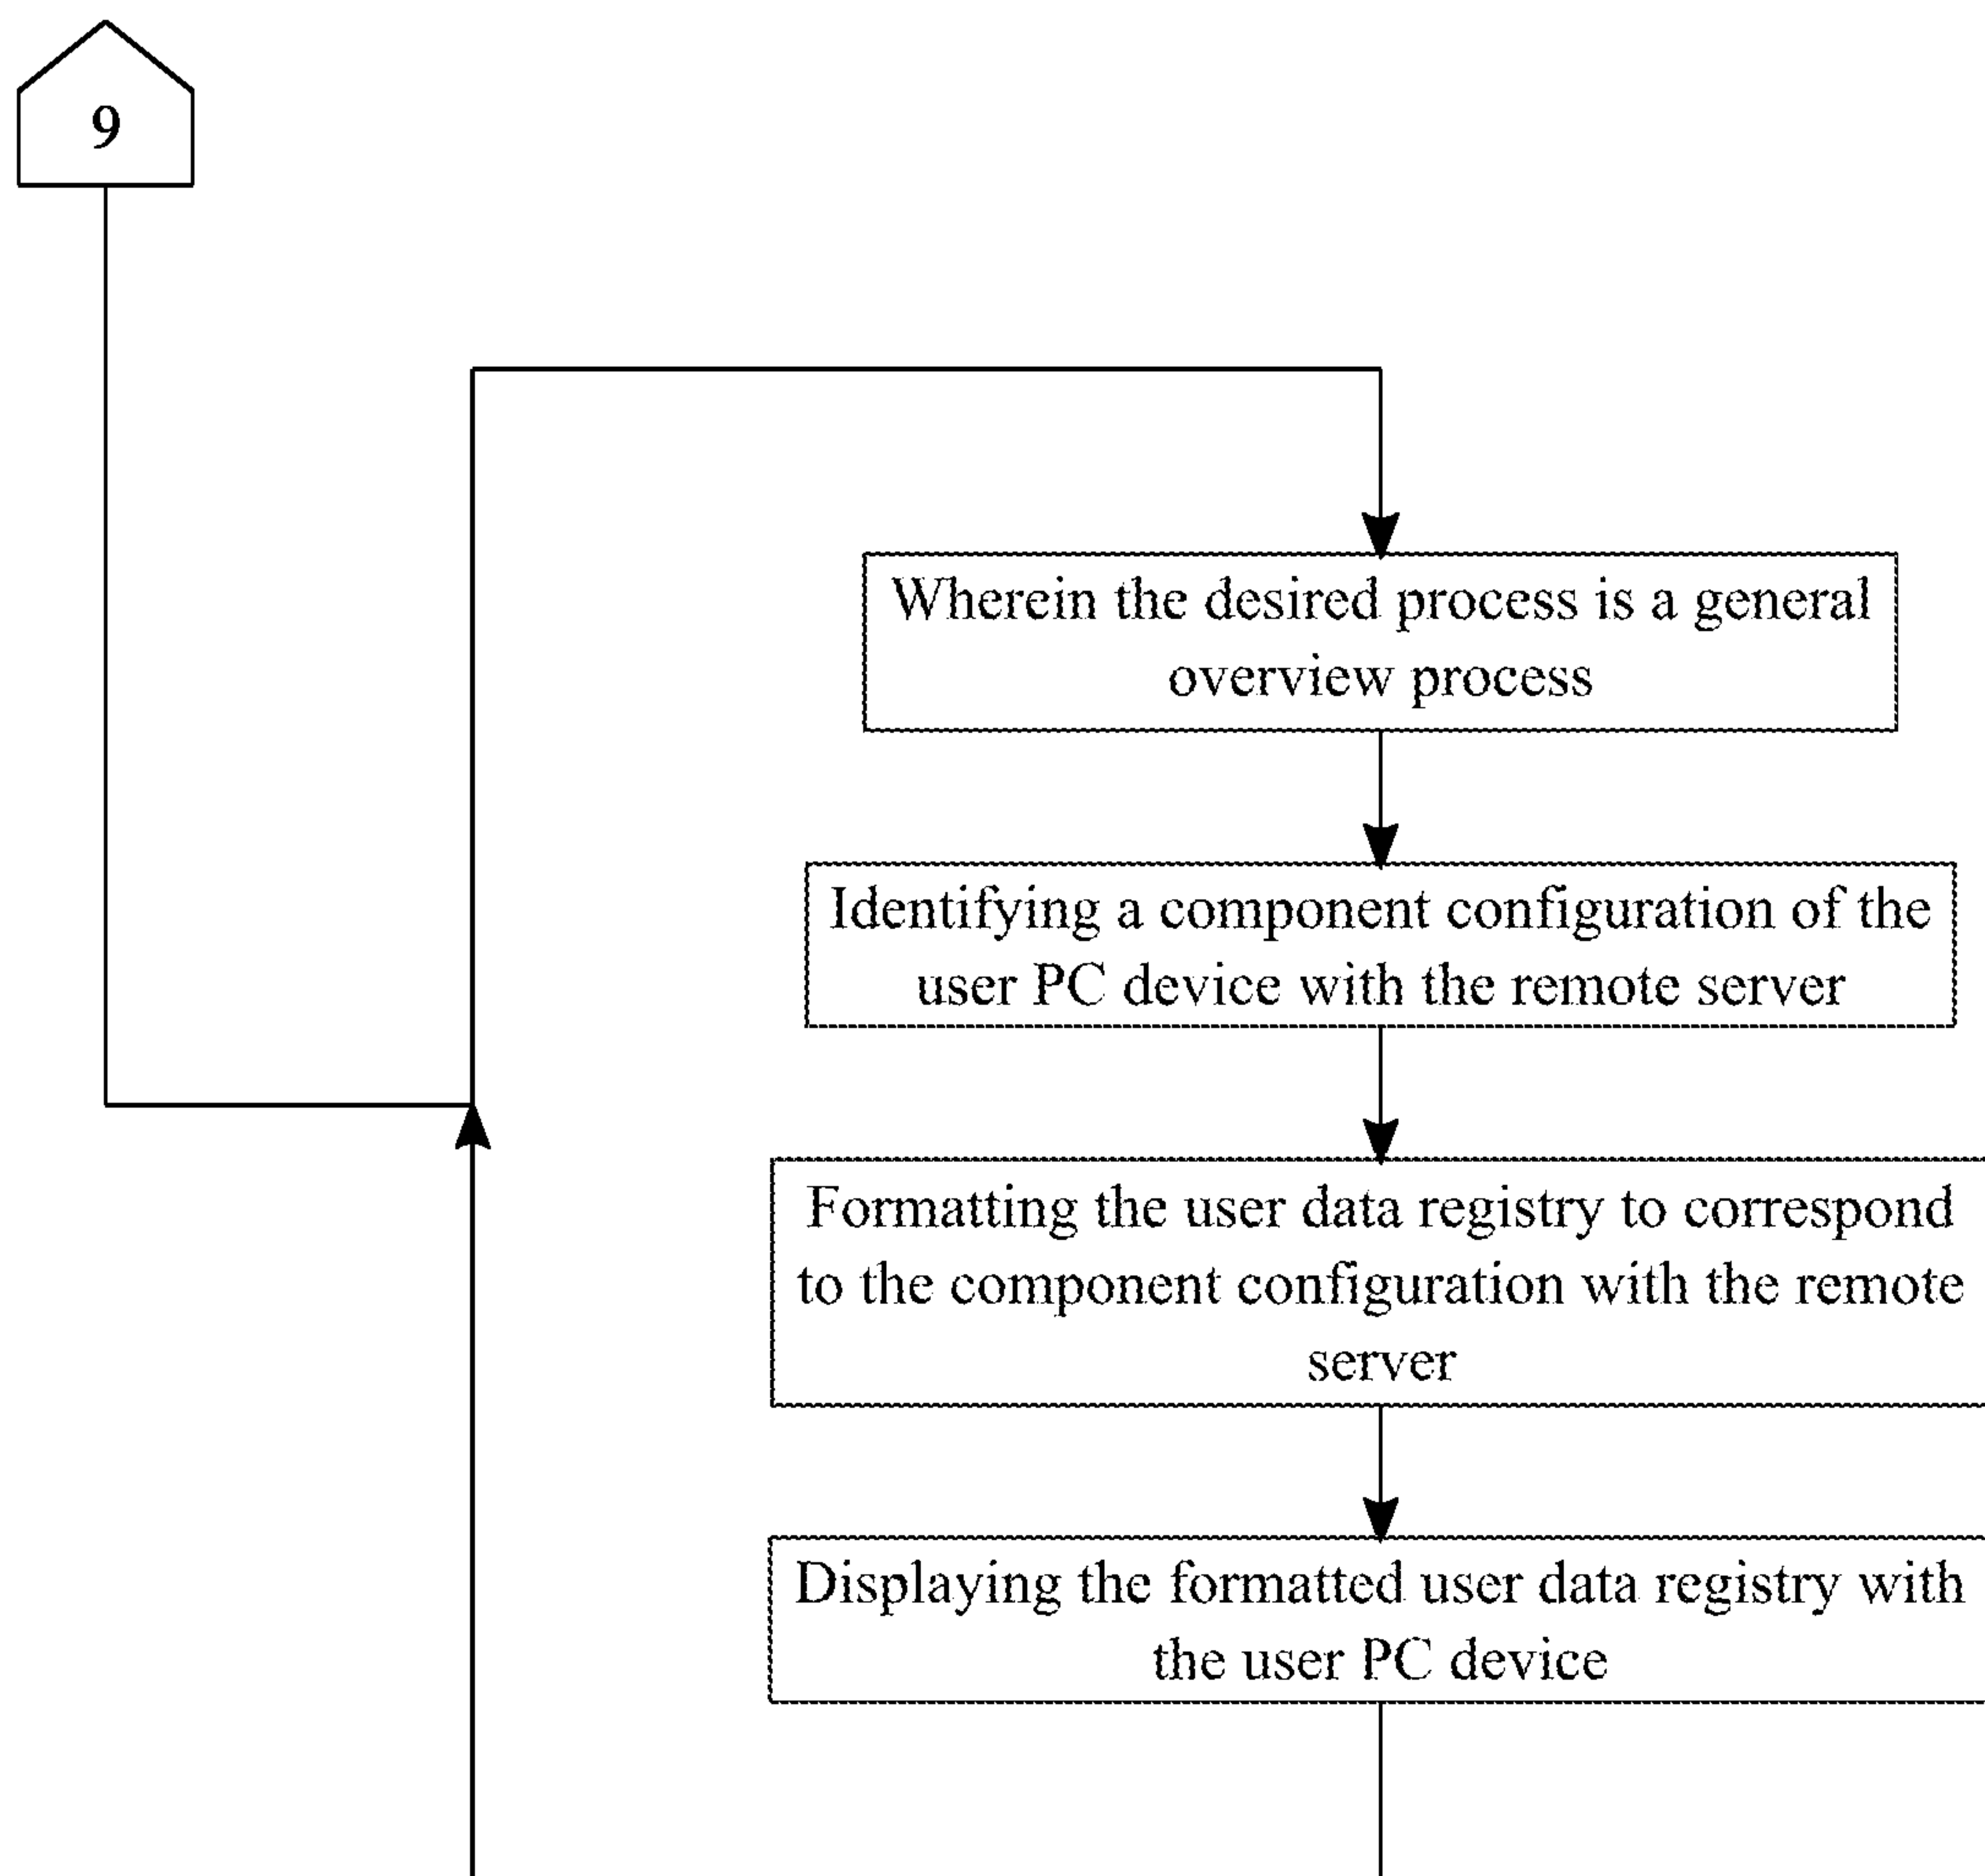 9
Wherein the desired process is a general
overview process
Identifying a component configuration of the
user PC device with the remote server
Formatting the user data registry to correspond
to the component configuration with the remote
server
Displaying the formatted user data registry with
the user PC device